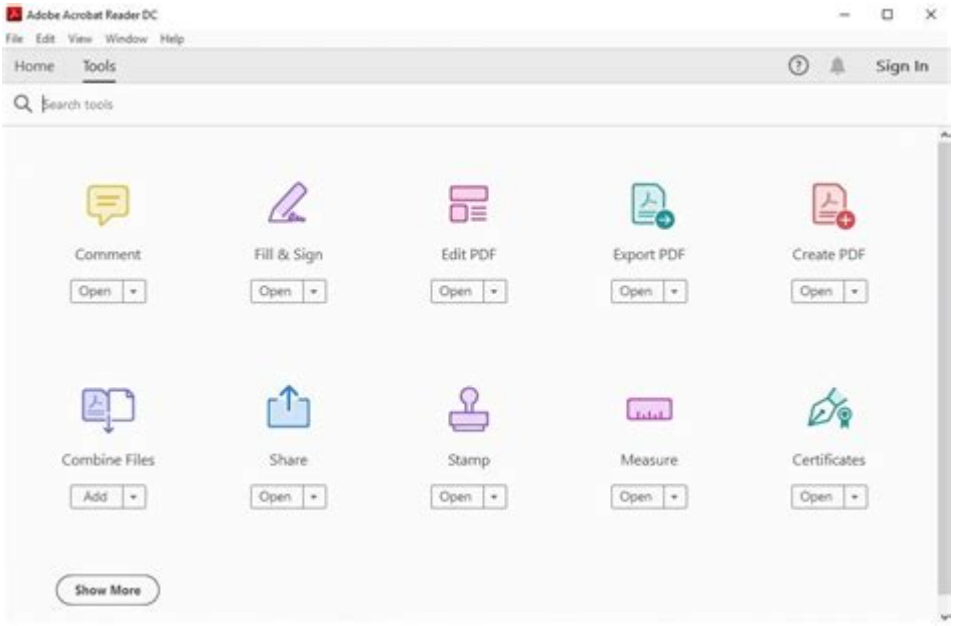 Adobe Acrobat Reader DC
File Edit View Window Help
Home Tools Sign In
Search tools
Comment Fill & Sign Edit PDF Export PDF Create PDF
Open Open Open Open Open
Combine Files Share Stamp Measure Certificates
Add Open Open Open Open
Show More